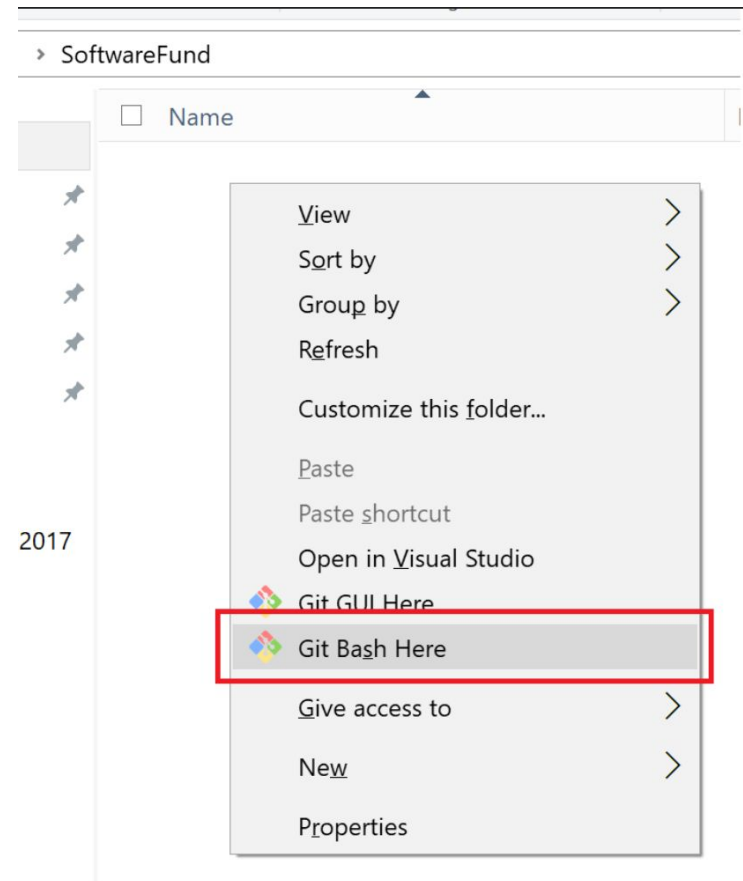 > SoftwareFund
Name
View
Sort by
Group by
Refresh
Customize this folder...
Paste
Paste shortcut
2017
Open in Visual Studio
Git GUI Here
Git Bash Here
Give access to
New
Properties